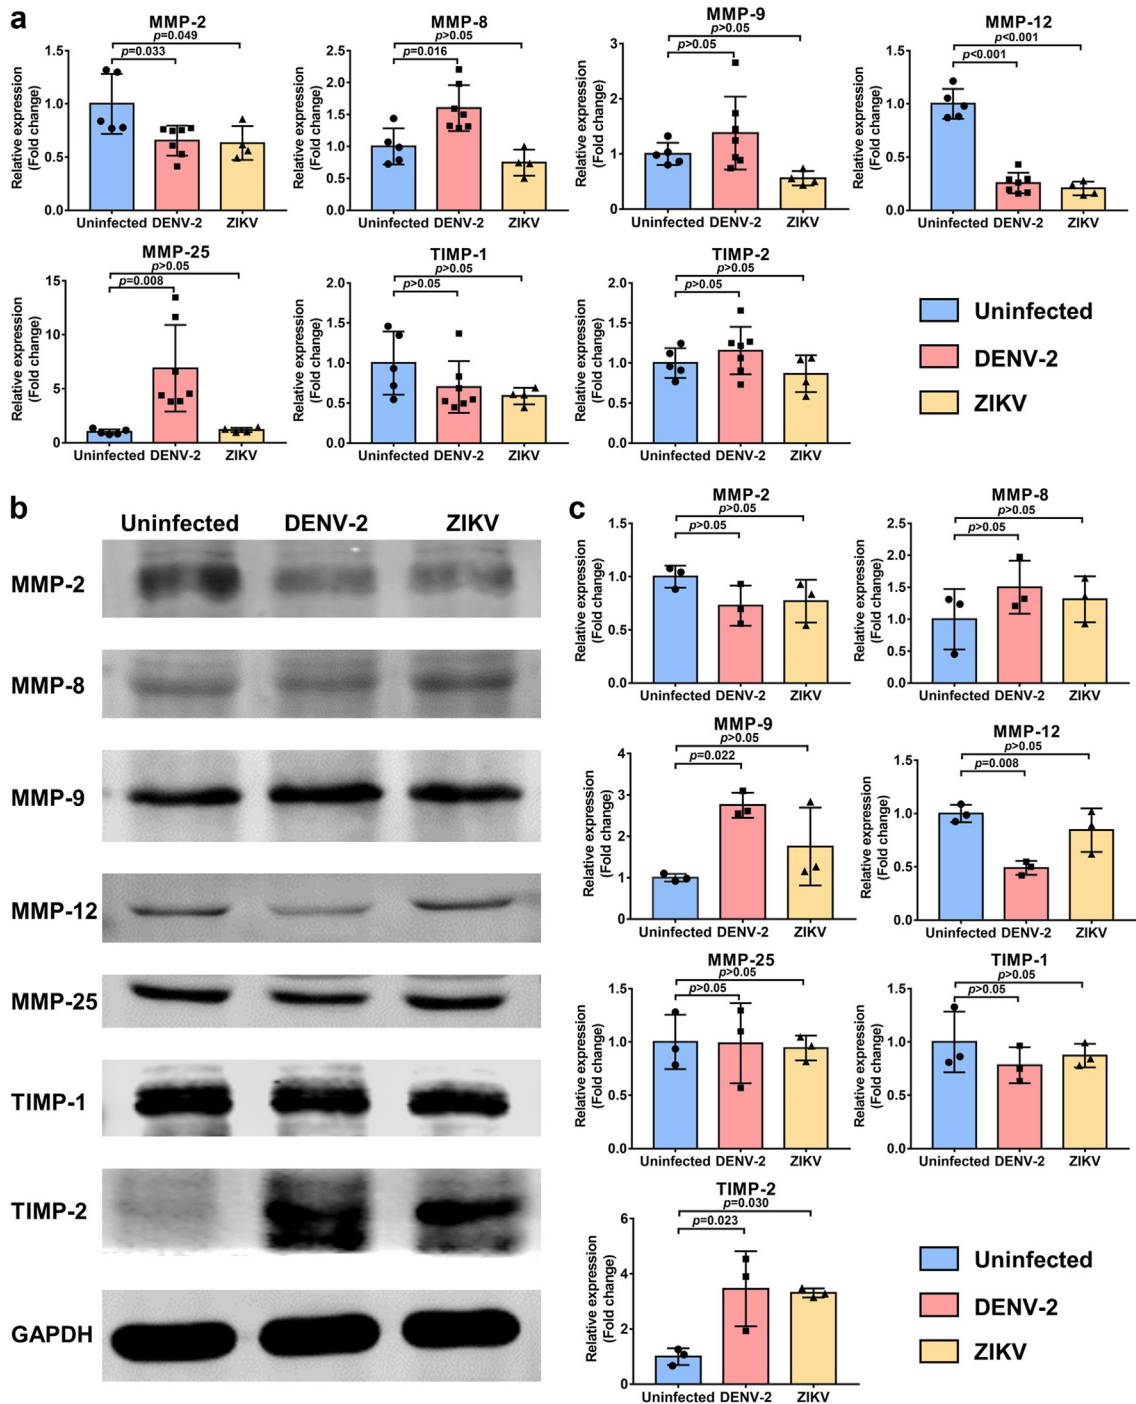 a
MMP-2
p=0.049
p=0.033
Relative expression
(Fold change)
1.5
1.0
0.5
0.0
Uninfected DENV-2 ZIKV
MMP-8
p>0.05
p=0.016
Relative expression
(Fold change)
2.5
2.0
1.5
1.0
0.5
0.0
Uninfected DENV-2 ZIKV
MMP-9
p>0.05
p>0.05
Relative expression
(Fold change)
3
2
1
0
Uninfected DENV-2 ZIKV
MMP-12
p<0.001
p<0.001
Relative expression
(Fold change)
1.5
1.0
0.5
0.0
Uninfected DENV-2 ZIKV
MMP-25
p>0.05
p=0.008
Relative expression
(Fold change)
15
10
5
0
Uninfected DENV-2 ZIKV
TIMP-1
p>0.05
p>0.05
Relative expression
(Fold change)
2.0
1.5
1.0
0.5
0.0
Uninfected DENV-2 ZIKV
TIMP-2
p>0.05
p>0.05
Relative expression
(Fold change)
2.0
1.5
1.0
0.5
0.0
Uninfected DENV-2 ZIKV
Uninfected
DENV-2
ZIKV
b
Uninfected DENV-2 ZIKV
MMP-2
MMP-8
MMP-9
MMP-12
MMP-25
TIMP-1
TIMP-2
GAPDH
c
MMP-2
p>0.05
p>0.05
Relative expression
(Fold change)
1.5
1.0
0.5
0.0
Uninfected DENV-2 ZIKV
MMP-8
p>0.05
p>0.05
Relative expression
(Fold change)
2.5
2.0
1.5
1.0
0.5
0.0
Uninfected DENV-2 ZIKV
MMP-9
p>0.05
p=0.022
Relative expression
(Fold change)
4
3
2
1
0
Uninfected DENV-2 ZIKV
MMP-12
p>0.05
p=0.008
Relative expression
(Fold change)
1.5
1.0
0.5
0.0
Uninfected DENV-2 ZIKV
MMP-25
p>0.05
p>0.05
Relative expression
(Fold change)
1.5
1.0
0.5
0.0
Uninfected DENV-2 ZIKV
TIMP-1
p>0.05
p>0.05
Relative expression
(Fold change)
1.5
1.0
0.5
0.0
Uninfected DENV-2 ZIKV
TIMP-2
p=0.030
p=0.023
Relative expression
(Fold change)
6
4
2
0
Uninfected DENV-2 ZIKV
Uninfected
DENV-2
ZIKV